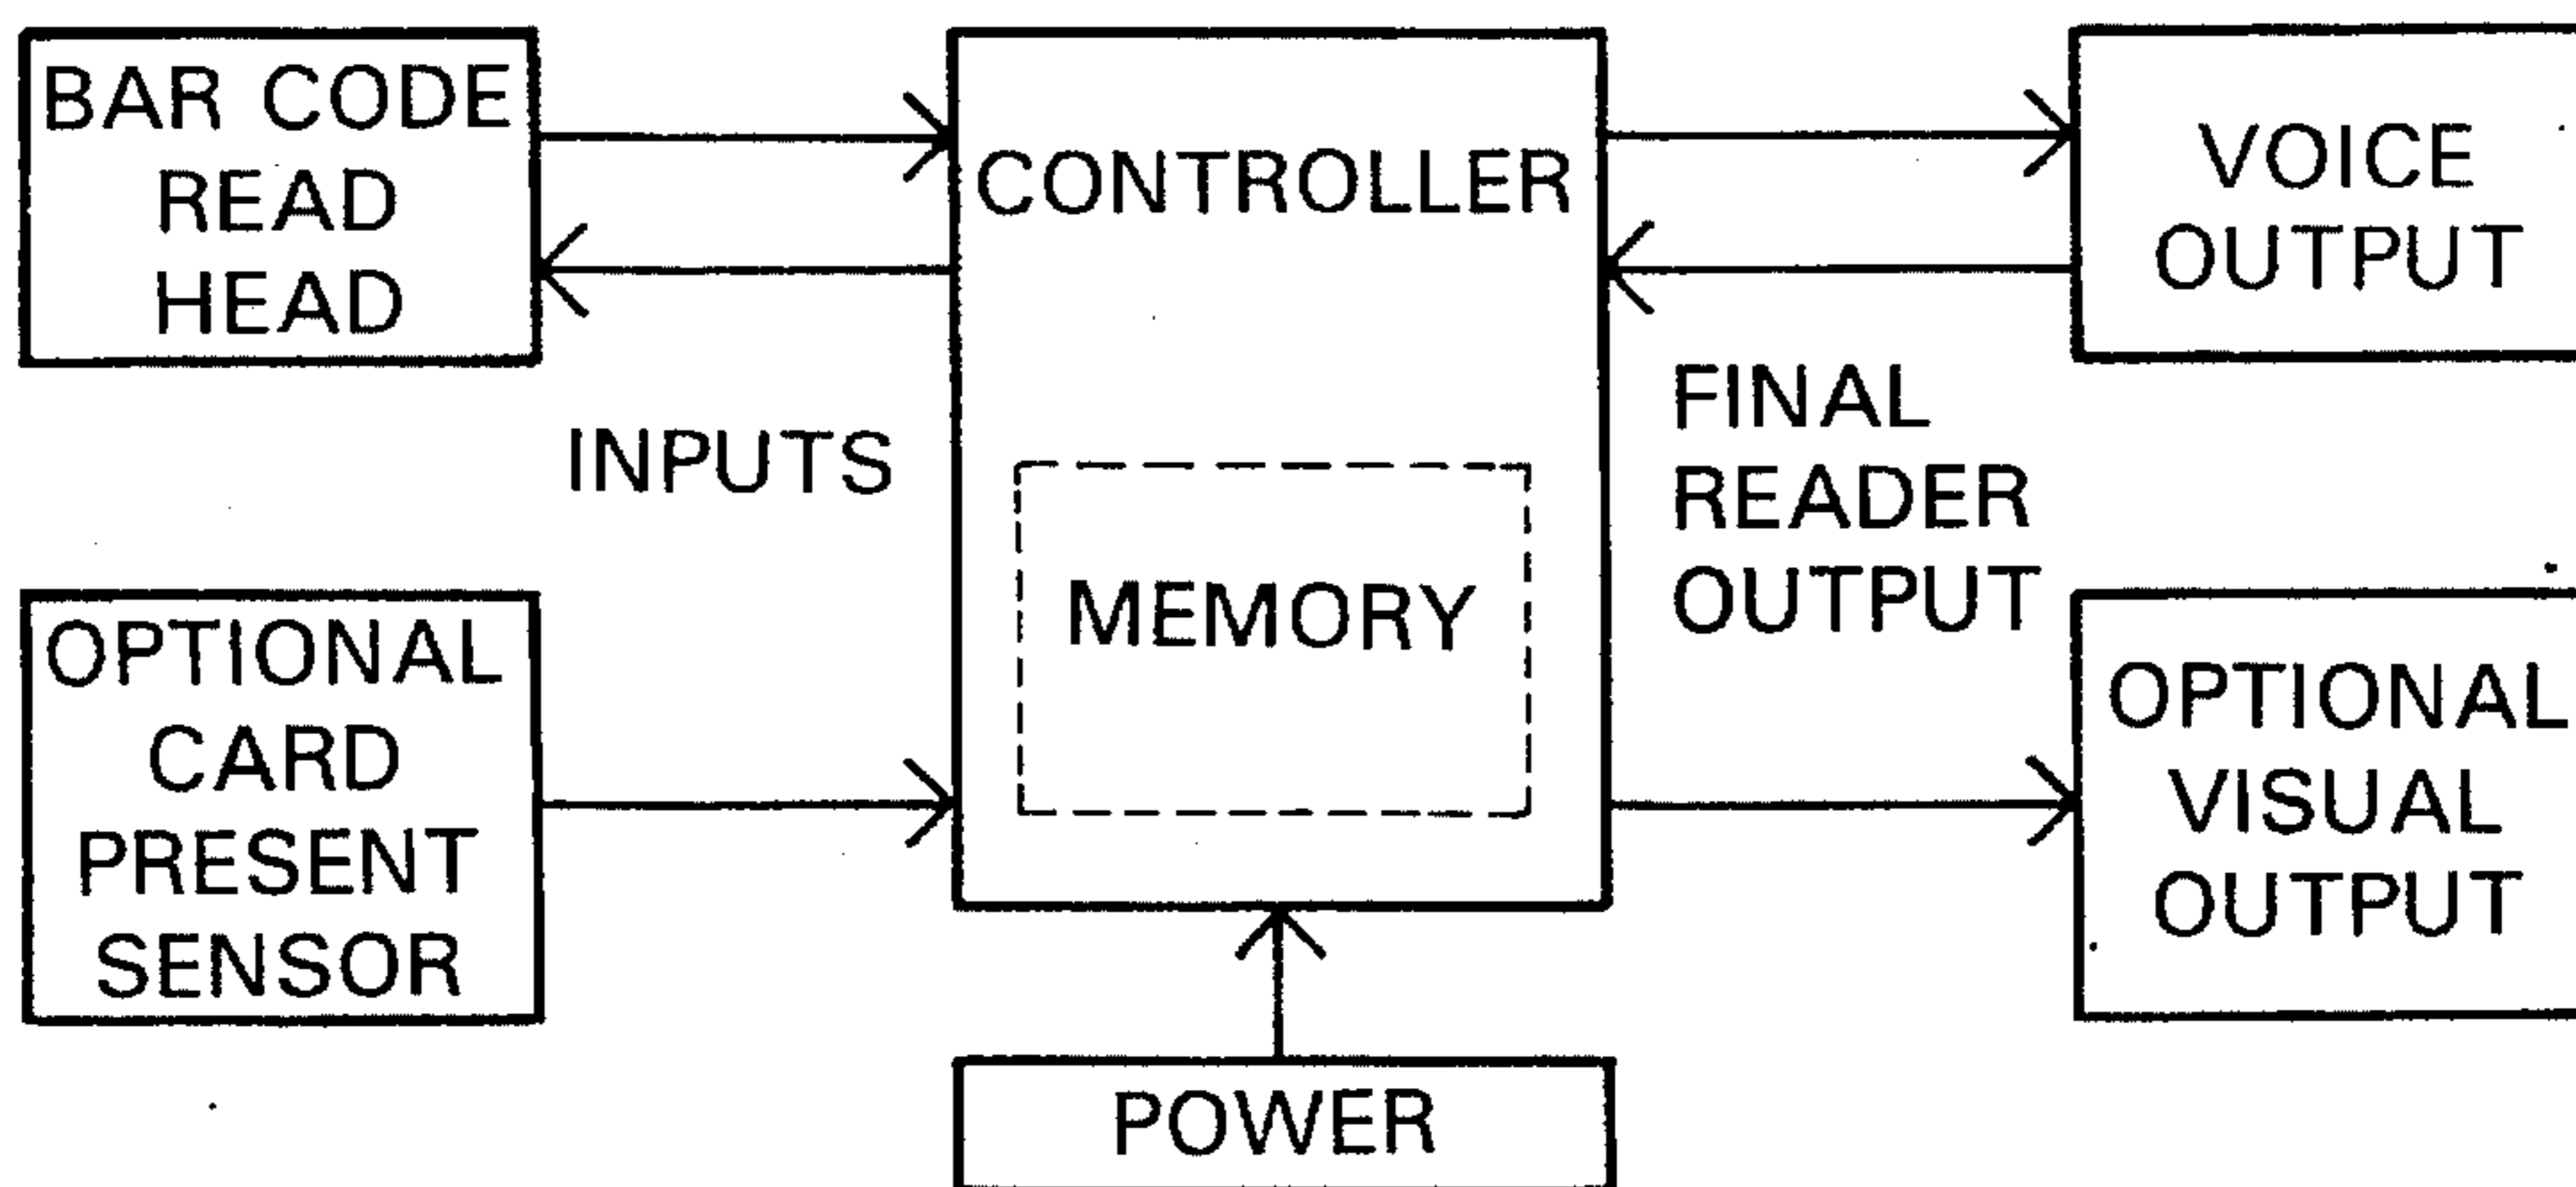 BAR CODE
READ
HEAD
CONTROLLER
VOICE
OUTPUT
INPUTS
FINAL
READER
OUTPUT
MEMORY
OPTIONAL
CARD
PRESENT
SENSOR
OPTIONAL
VISUAL
OUTPUT
POWER